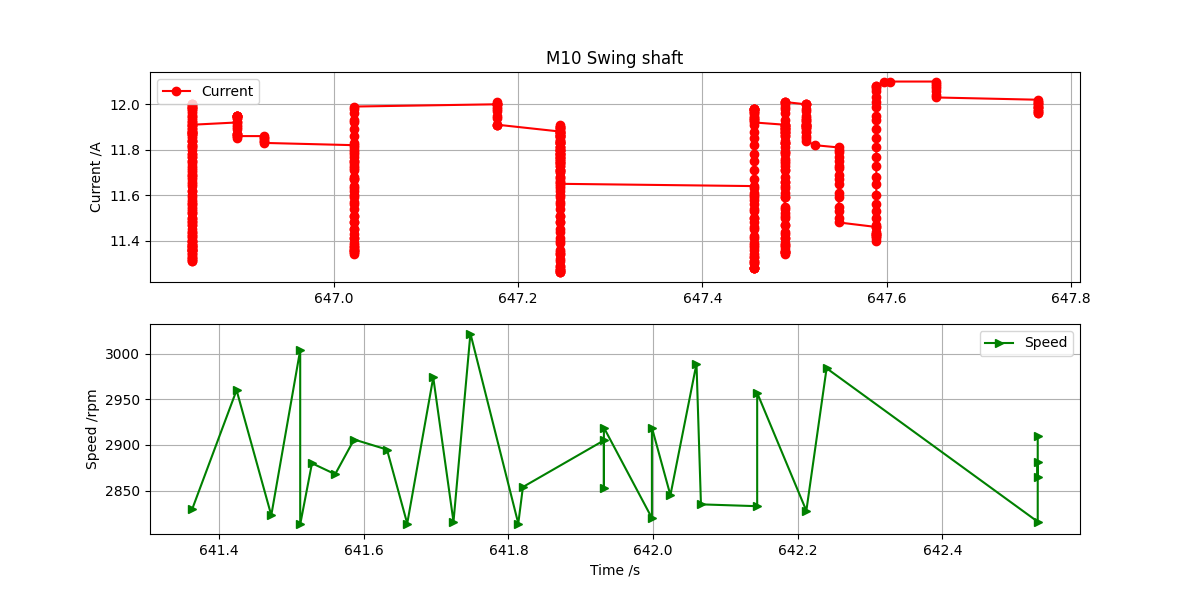 M10 Swing shaft
Current
Current /A
12.0
11.8
11.6
11.4
647.0 647.2 647.4 647.6 647.8
Speed
Speed /rpm
3000
2950
2900
2850
641.4 641.6 641.8 642.0 642.2 642.4
Time /s